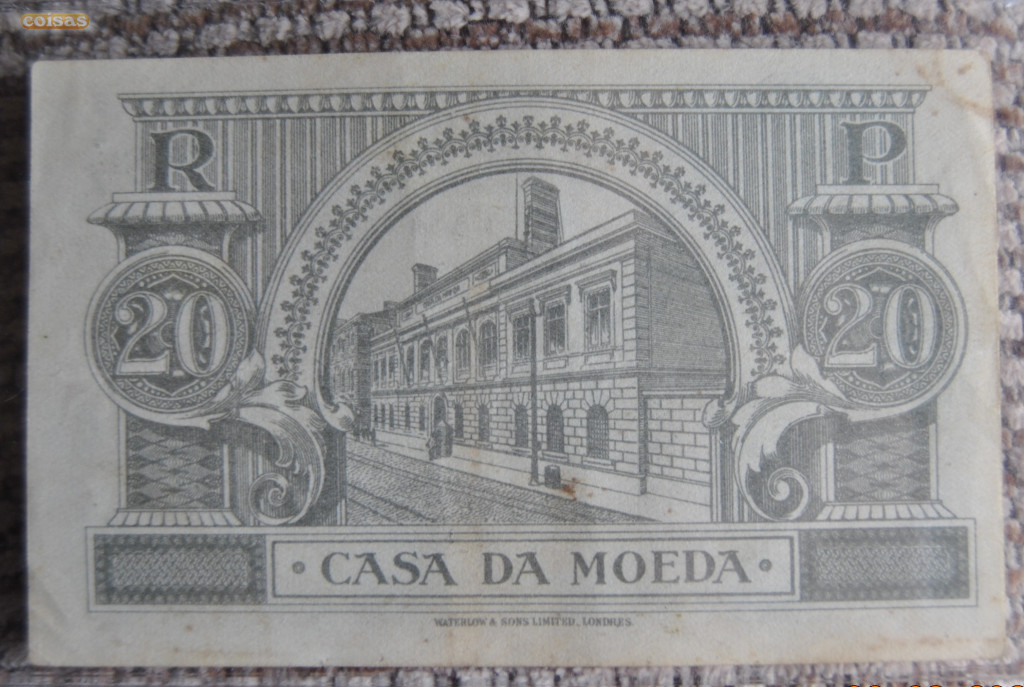 coisas
R P
20 20
• CASA DA MOEDA •
WATERLOW & SONS LIMITED, LONDRES.